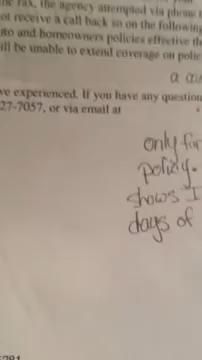 the fax, the agency attempted via phone
not receive a call back so on the following
auto and homeowners policies effective the
will be unable to extend coverage on
a
ve experienced. If you have any question
27-7057, or via email at
only for
policy.
shows I
days of